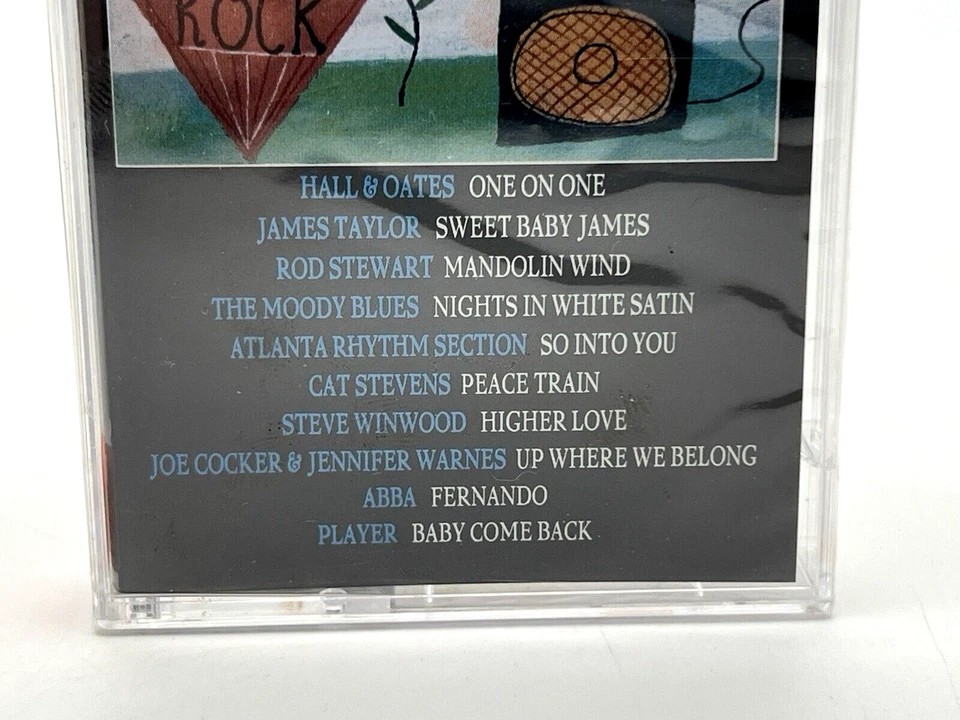 ROCK
HALL & OATES ONE ON ONE
JAMES TAYLOR SWEET BABY JAMES
ROD STEWART MANDOLIN WIND
THE MOODY BLUES NIGHTS IN WHITE SATIN
ATLANTA RHYTHM SECTION SO INTO YOU
CAT STEVENS PEACE TRAIN
STEVE WINWOOD HIGHER LOVE
JOE COCKER & JENNIFER WARNES UP WHERE WE BELONG
ABBA FERNANDO
PLAYER BABY COME BACK